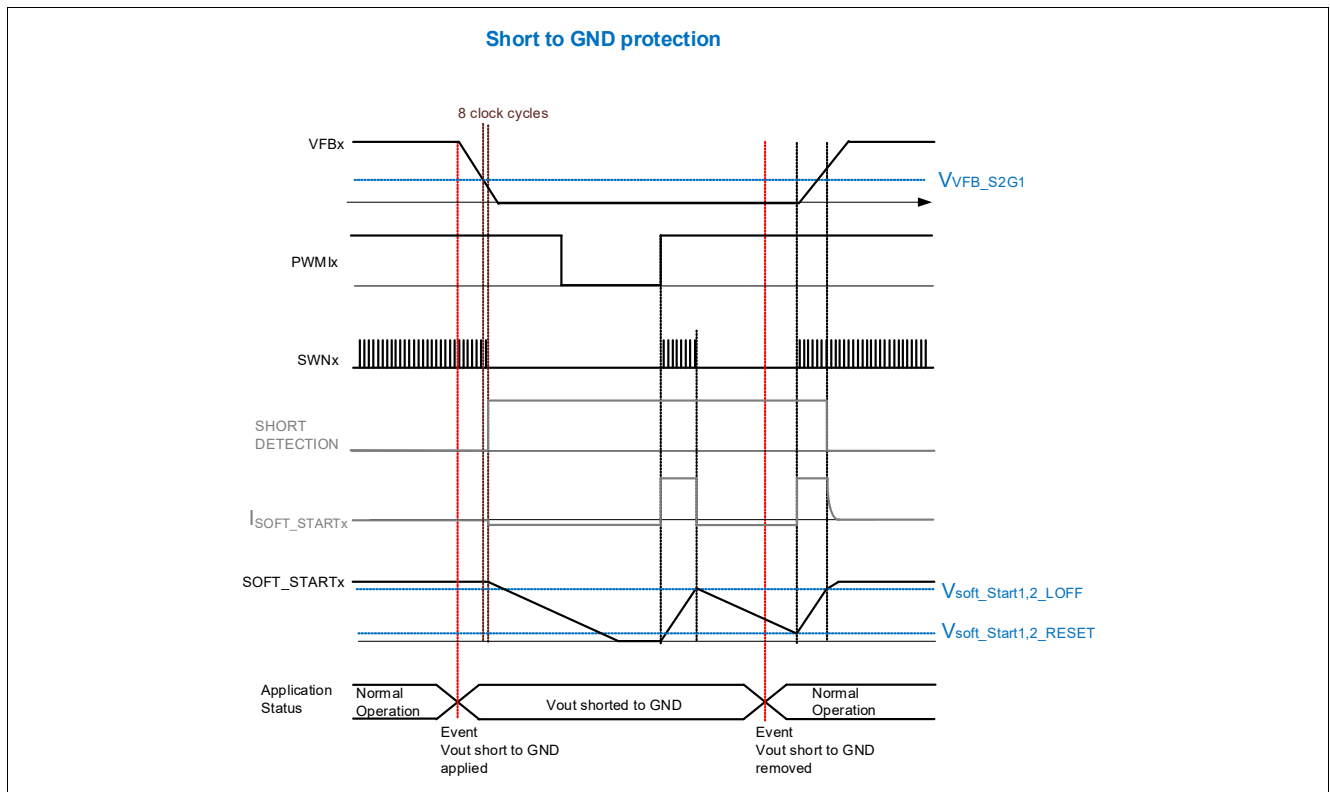 Short to GND protection
8 clock cycles
VFBx
VVFB_S2G1
PWMIx
SWNx
SHORT
DETECTION
ISOFT_STARTx
SOFT_STARTx
Vsoft_Start1,2_LOFF
Vsoft_Start1,2_RESET
Application
Status
Normal
Operation
Vout shorted to GND
Normal
Operation
Event
Vout short to GND
applied
Event
Vout short to GND
removed